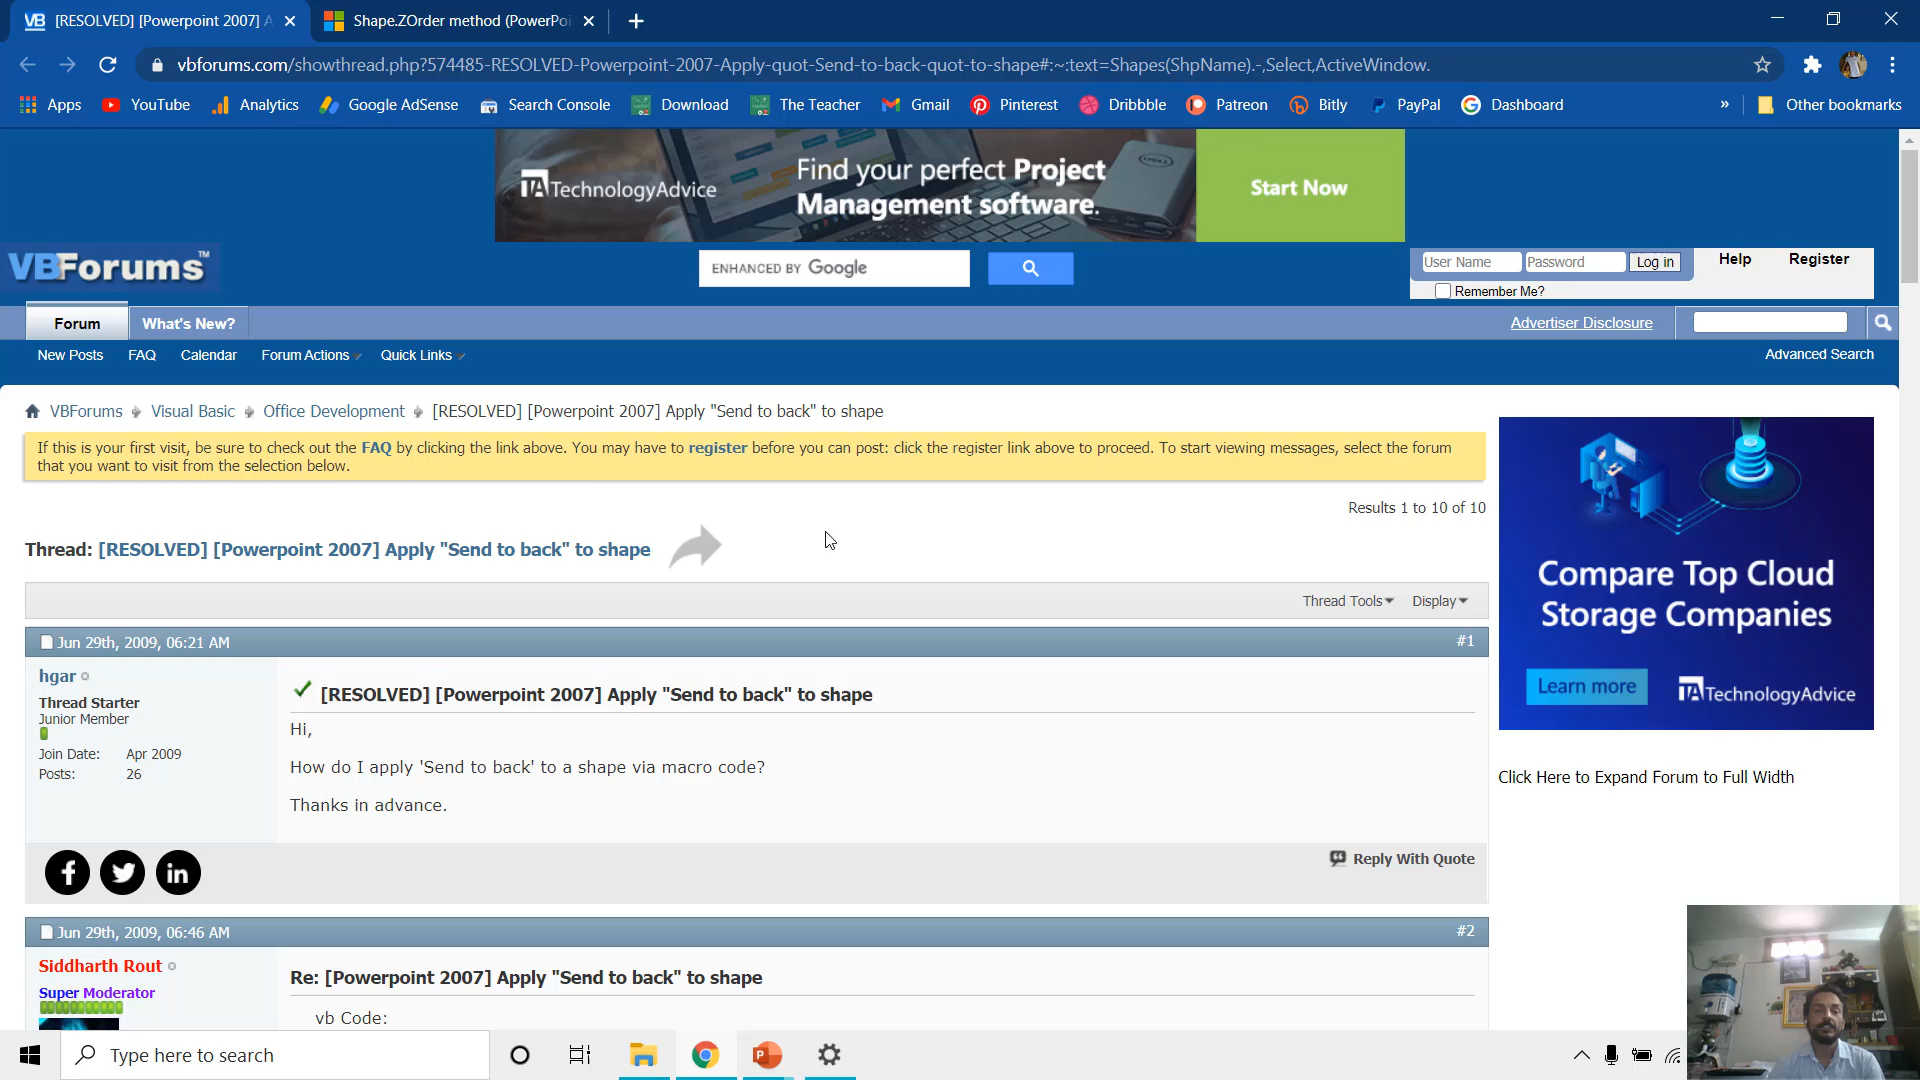 VB [RESOLVED] [Powerpoint 2007] A
Shape.ZOrder method (PowerPoi
vbforums.com/showthread.php?574485-RESOLVED-Powerpoint-2007-Apply-quot-Send-to-back-quot-to-shape#:~:text=Shapes(ShpName).-,Select,ActiveWindow.
Apps YouTube Analytics Google AdSense Search Console Download The Teacher Gmail Pinterest Dribbble Patreon Bitly PayPal Dashboard » Other bookmarks
TA TechnologyAdvice
Find your perfect Project
Management software.
Start Now
DELL
VBForums™
ENHANCED BY Google
User Name Password Log in
Remember Me?
Help Register
Forum What's New?
Advertiser Disclosure
New Posts FAQ Calendar Forum Actions Quick Links
Advanced Search
VBForums Visual Basic Office Development [RESOLVED] [Powerpoint 2007] Apply "Send to back" to shape
If this is your first visit, be sure to check out the FAQ by clicking the link above. You may have to register before you can post: click the register link above to proceed. To start viewing messages, select the forum
that you want to visit from the selection below.
Results 1 to 10 of 10
Thread: [RESOLVED] [Powerpoint 2007] Apply "Send to back" to shape
Thread Tools Display
Jun 29th, 2009, 06:21 AM #1
hgar
Thread Starter
Junior Member
Join Date: Apr 2009
Posts: 26
[RESOLVED] [Powerpoint 2007] Apply "Send to back" to shape
Hi,
How do I apply 'Send to back' to a shape via macro code?
Thanks in advance.
Reply With Quote
Jun 29th, 2009, 06:46 AM #2
Siddharth Rout
Super Moderator
Re: [Powerpoint 2007] Apply "Send to back" to shape
vb Code:
Compare Top Cloud
Storage Companies
Learn more
TA TechnologyAdvice
Click Here to Expand Forum to Full Width
Type here to search